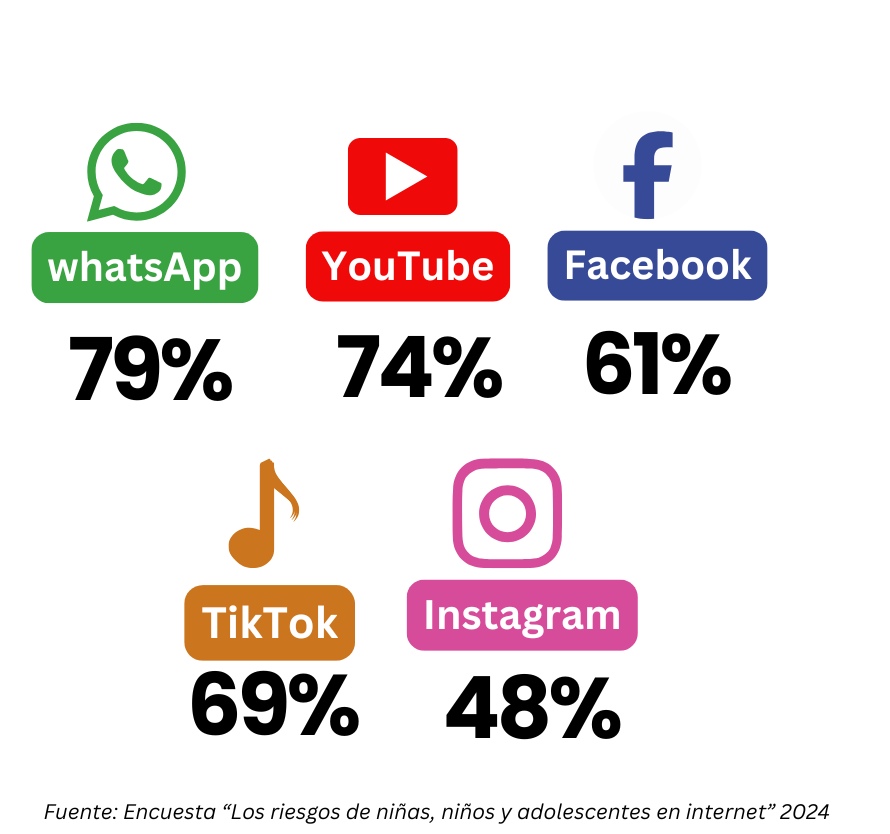 whatsApp
YouTube
Facebook
79%
74%
61%
TikTok
Instagram
69%
48%
Fuente: Encuesta “Los riesgos de niñas, niños y adolescentes en internet” 2024